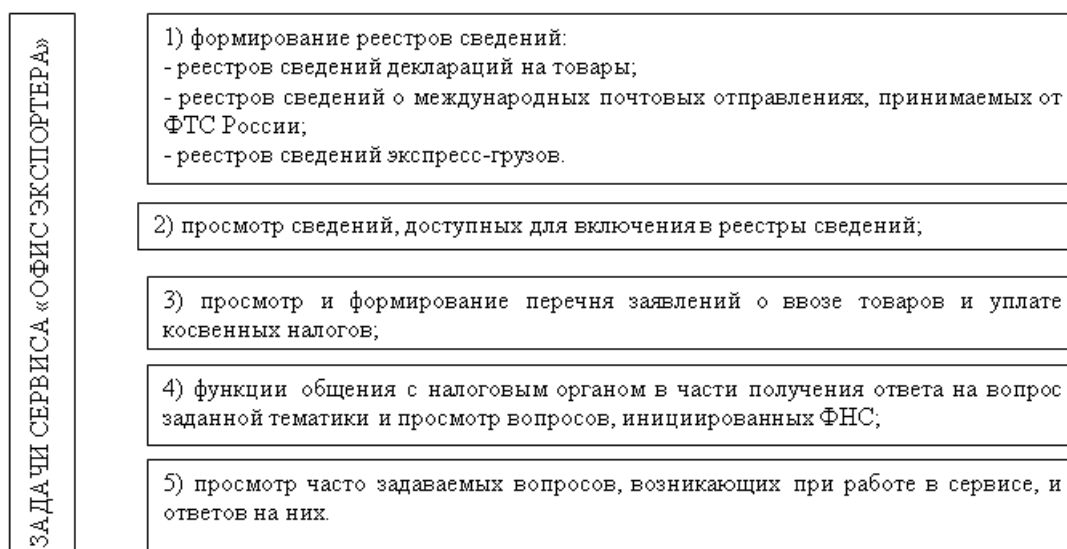 ЗАДАЧИ СЕРВИСА «ОФИС ЭКСПОРТЕРА»
1) формирование реестров сведений:
- реестров сведений деклараций на товары;
- реестров сведений о международных почтовых отправлениях, принимаемых от
ФТС России;
- реестров сведений экспресс-грузов.
2) просмотр сведений, доступных для включения в реестры сведений;
3) просмотр и формирование перечня заявлений о ввозе товаров и уплате
косвенных налогов;
4) функции общения с налоговым органом в части получения ответа на вопрос
заданной тематики и просмотр вопросов, инициированных ФНС;
5) просмотр часто задаваемых вопросов, возникающих при работе в сервисе, и
ответов на них.